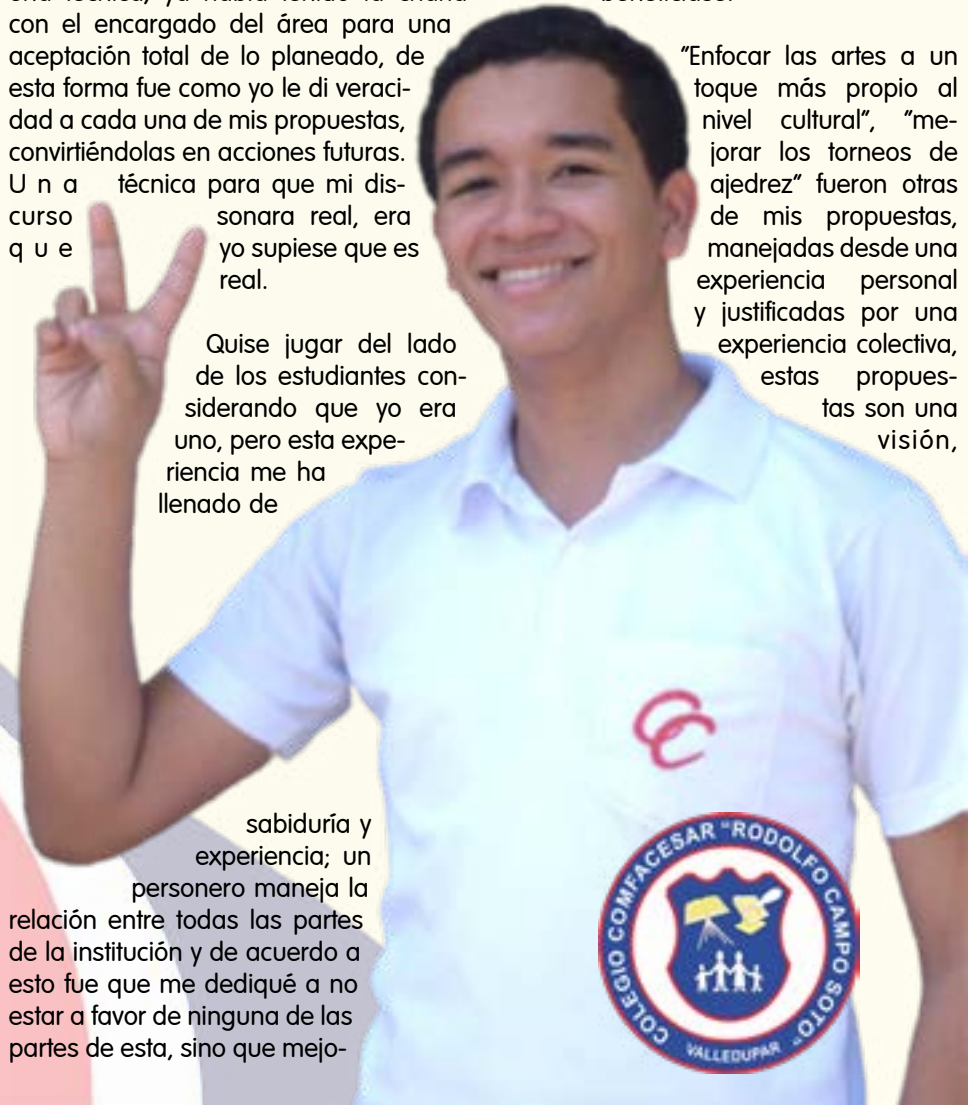 con el encargado del área para una
aceptación total de lo planeado, de
esta forma fue como yo le di veraci-
dad a cada una de mis propuestas,
convirtiéndolas en acciones futuras.
U n a técnica para que mi dis-
curso sonara real, era
q u e yo supiese que es
real.
Quise jugar del lado
de los estudiantes con-
siderando que yo era
uno, pero esta expe-
riencia me ha
llenado de
sabiduría y
experiencia; un
personero maneja la
relación entre todas las partes
de la institución y de acuerdo a
esto fue que me dediqué a no
estar a favor de ninguna de las
partes de esta, sino que mejo-
"Enfocar las artes a un
toque más propio al
nivel cultural", "me-
jorar los torneos de
ajedrez" fueron otras
de mis propuestas,
manejadas desde una
experiencia personal
y justificadas por una
experiencia colectiva,
estas propues-
tas son una
visión,
COLEGIO COMFACESAR "RODOLFO CAMPO SOTO"
VALLEDUPAR